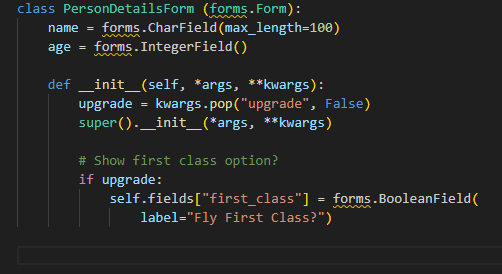 class PersonDetailsForm (forms.Form):
    name = forms.CharField(max_length=100)
    age = forms.IntegerField()

    def __init__(self, *args, **kwargs):
        upgrade = kwargs.pop("upgrade", False)
        super().__init__(*args, **kwargs)

        # Show first class option?
        if upgrade:
            self.fields["first_class"] = forms.BooleanField(
                label="Fly First Class?")